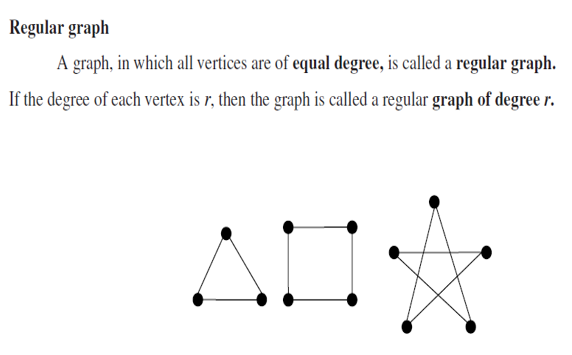 Regular graph
A graph, in which all vertices are of equal degree, is called a regular graph.
If the degree of each vertex is r, then the graph is called a regular graph of degree r.